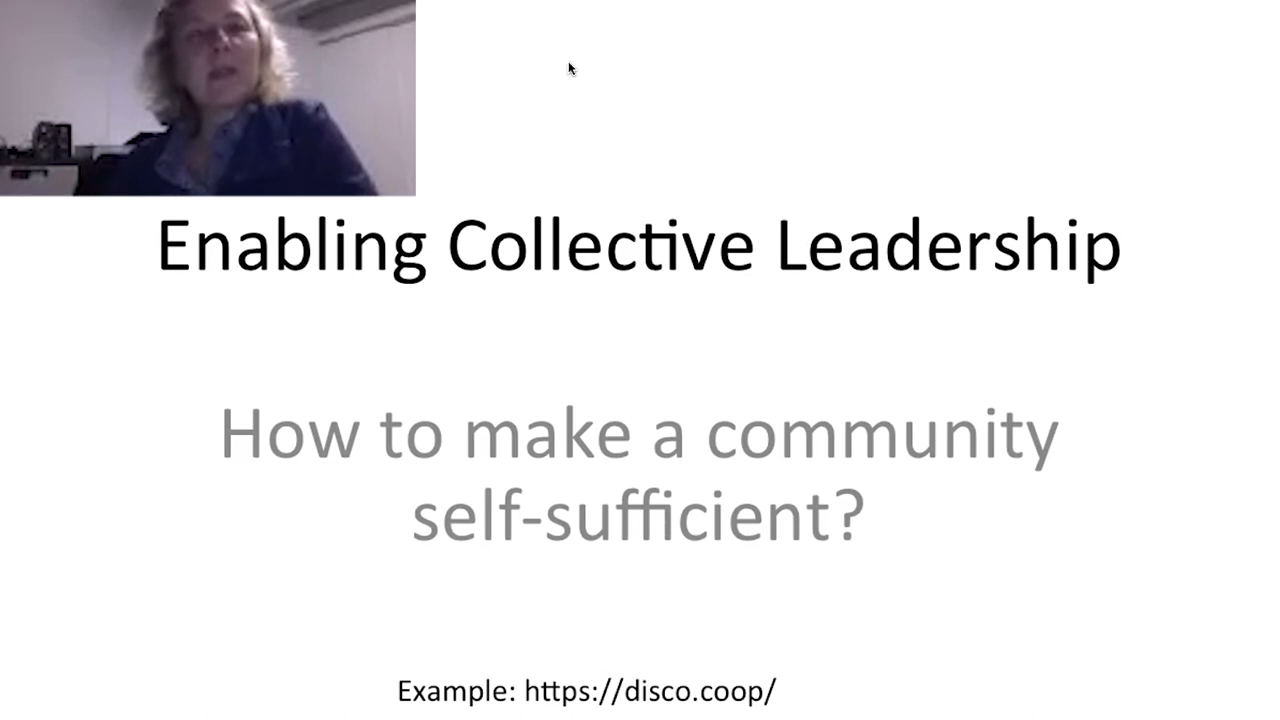 Enabling Collective Leadership
How to make a community
self-sufficient?
Example: https://disco.coop/